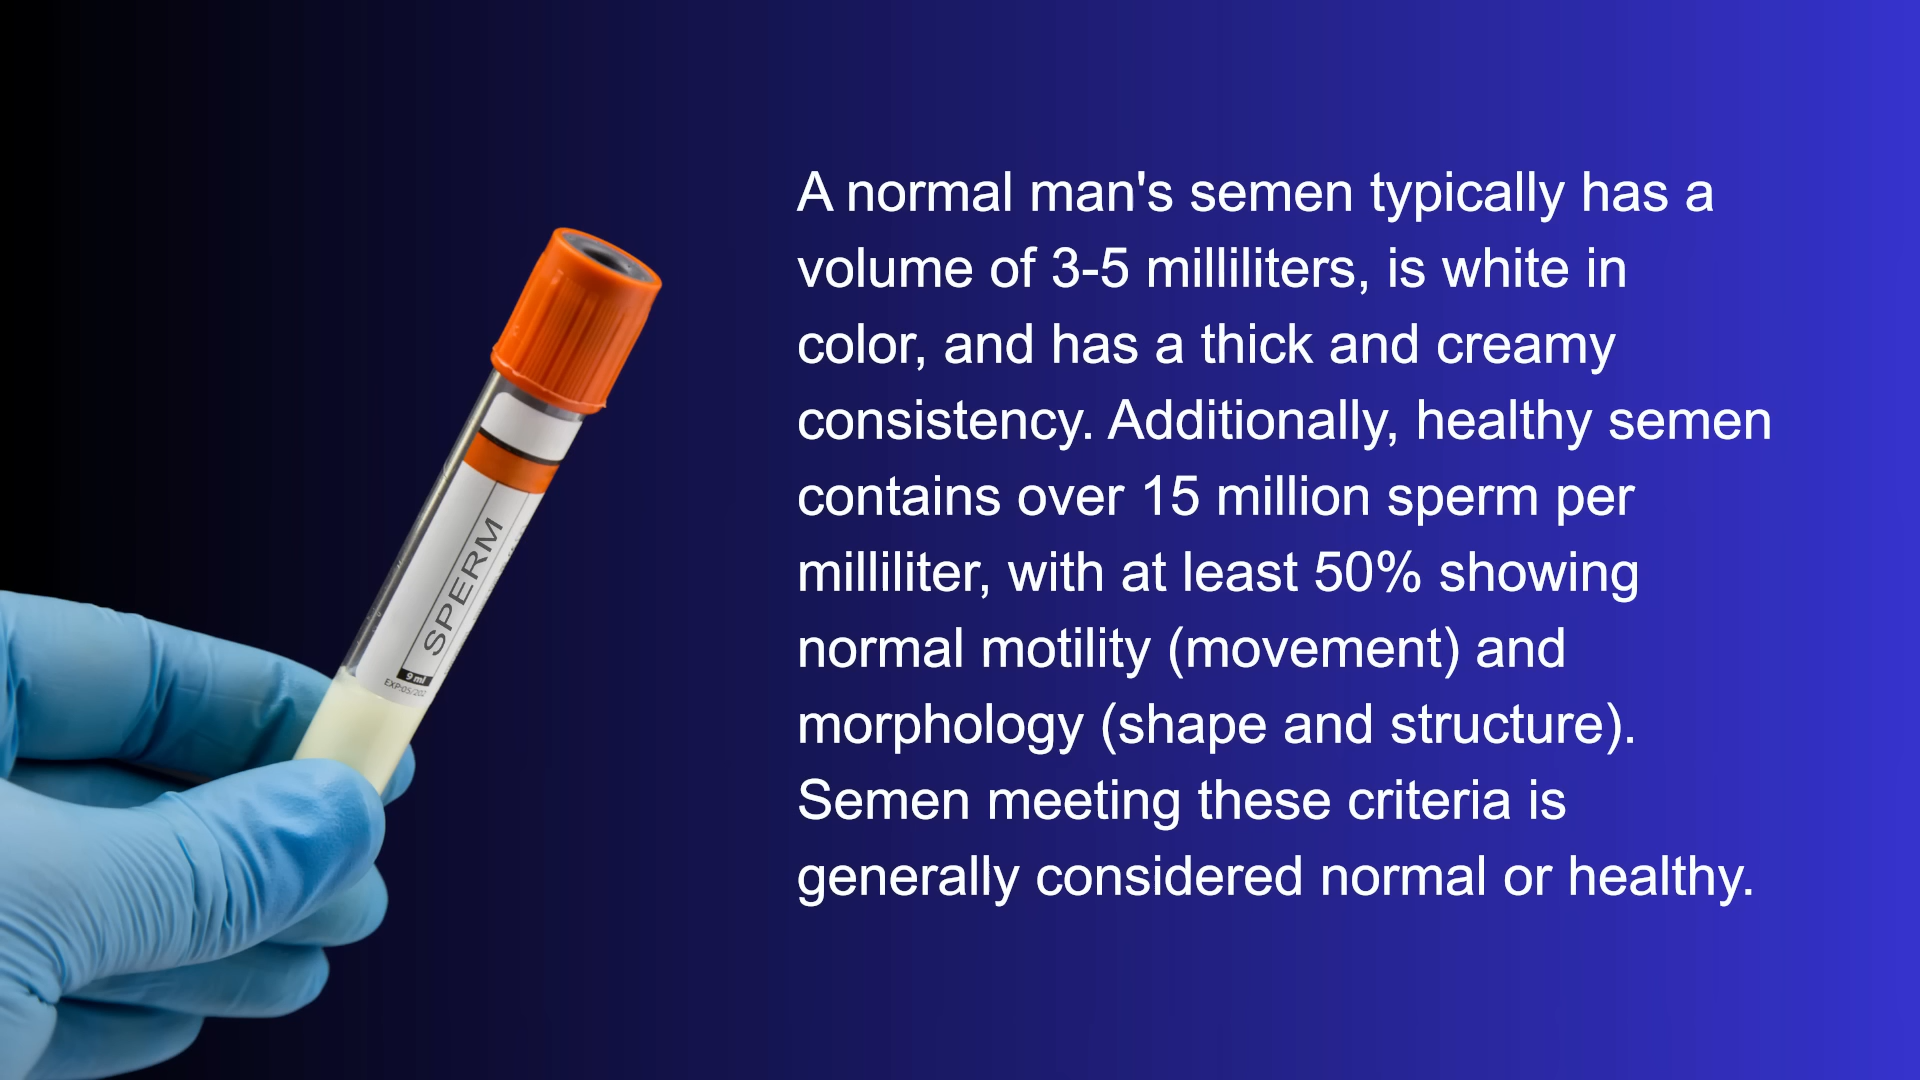 A normal man's semen typically has a
volume of 3-5 milliliters, is white in
color, and has a thick and creamy
consistency. Additionally, healthy semen
contains over 15 million sperm per
milliliter, with at least 50% showing
normal motility (movement) and
morphology (shape and structure).
Semen meeting these criteria is
generally considered normal or healthy.
SPERM
9 ml